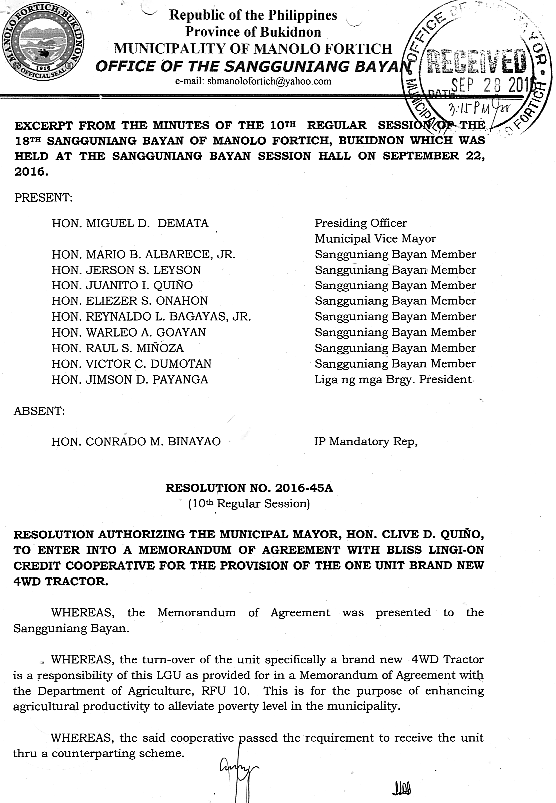 Republic of the Philippines
Province of Bukidnon
MUNICIPALITY OF MANOLO FORTICH
OFFICE OF THE SANGGUNIANG BAYAN
e-mail: sbmanolofortich@yahoo.com
MANOLO FORTICH, BUKIDNON
OFFICIAL SEAL
RECEIVED
DATE SEP 28 2016
3:15 PM
EXCERPT FROM THE MINUTES OF THE 10TH REGULAR SESSION OF THE
18TH SANGGUNIANG BAYAN OF MANOLO FORTICH, BUKIDNON WHICH WAS
HELD AT THE SANGGUNIANG BAYAN SESSION HALL ON SEPTEMBER 22,
2016.
PRESENT:
HON. MIGUEL D. DEMATA Presiding Officer
Municipal Vice Mayor
HON. MARIO B. ALBARECE, JR. Sangguniang Bayan Member
HON. JERSON S. LEYSON Sangguniang Bayan Member
HON. JUANITO I. QUIÑO Sangguniang Bayan Member
HON. ELIEZER S. ONAHON Sangguniang Bayan Member
HON. REYNALDO L. BAGAYAS, JR. Sangguniang Bayan Member
HON. WARLEO A. GOAYAN Sangguniang Bayan Member
HON. RAUL S. MIÑOZA Sangguniang Bayan Member
HON. VICTOR C. DUMOTAN Sangguniang Bayan Member
HON. JIMSON D. PAYANGA Liga ng mga Brgy. President
ABSENT:
HON. CONRADO M. BINAYAO IP Mandatory Rep,
RESOLUTION NO. 2016-45A
(10th Regular Session)
RESOLUTION AUTHORIZING THE MUNICIPAL MAYOR, HON. CLIVE D. QUIÑO,
TO ENTER INTO A MEMORANDUM OF AGREEMENT WITH BLISS LINGI-ON
CREDIT COOPERATIVE FOR THE PROVISION OF THE ONE UNIT BRAND NEW
4WD TRACTOR.
WHEREAS, the Memorandum of Agreement was presented to the
Sangguniang Bayan.
WHEREAS, the turn-over of the unit specifically a brand new 4WD Tractor
is a responsibility of this LGU as provided for in a Memorandum of Agreement with
the Department of Agriculture, RFU 10. This is for the purpose of enhancing
agricultural productivity to alleviate poverty level in the municipality.
WHEREAS, the said cooperative passed the requirement to receive the unit
thru a counterparting scheme.